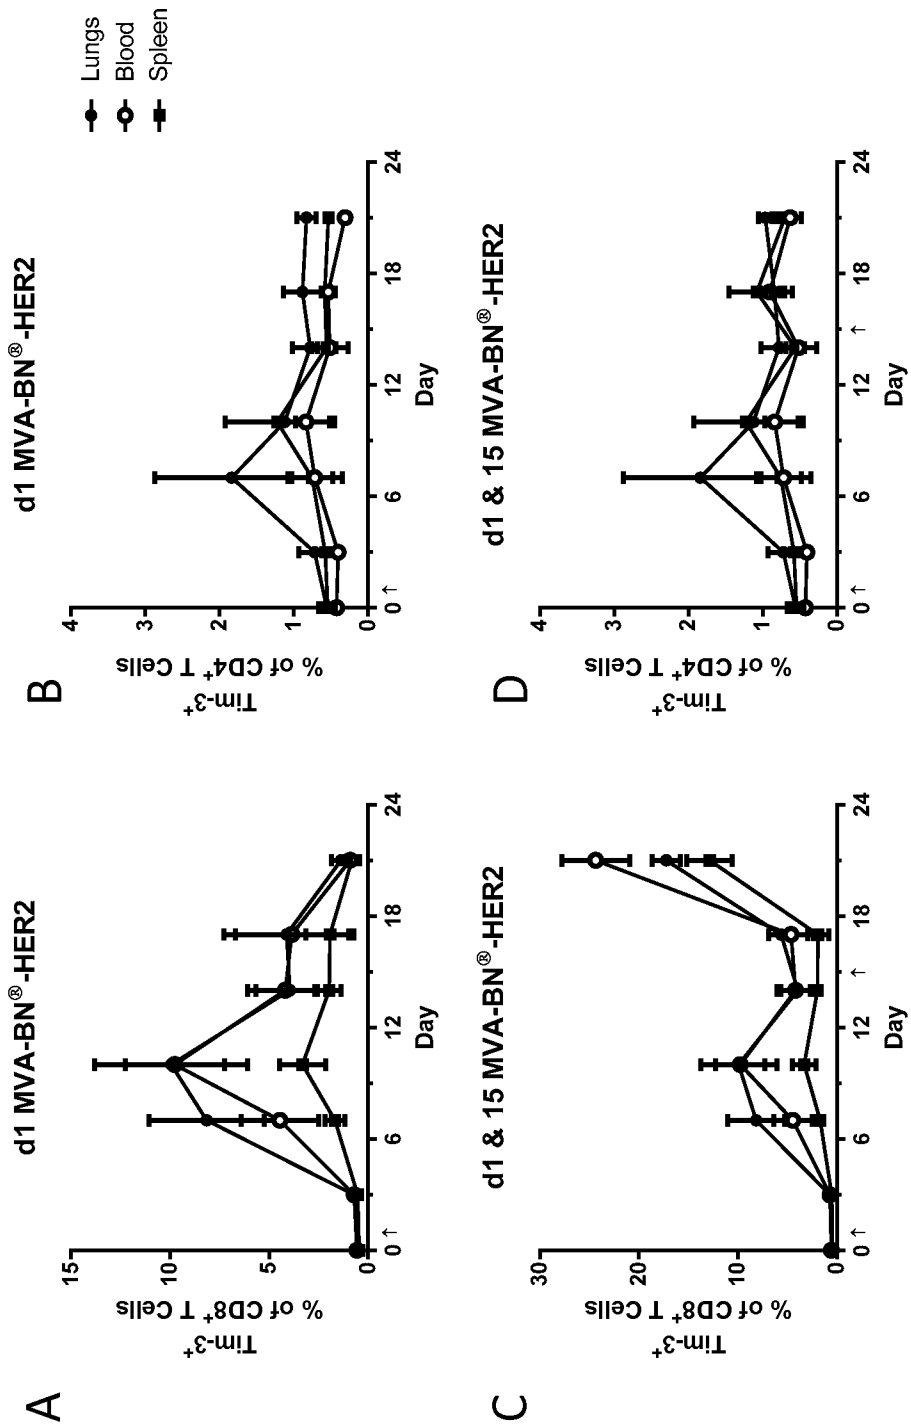 A
d1 MVA-BN®-HER2
Tim-3⁺
% of CD8⁺ T Cells
15
10
5
0
0 6 12 18 24
↑
Day
B
d1 MVA-BN®-HER2
Tim-3⁺
% of CD4⁺ T Cells
4
3
2
1
0
0 6 12 18 24
↑
Day
Lungs
Blood
Spleen
C
d1 & 15 MVA-BN®-HER2
Tim-3⁺
% of CD8⁺ T Cells
30
20
10
0
0 6 12 18 24
↑ ↑
Day
D
d1 & 15 MVA-BN®-HER2
Tim-3⁺
% of CD4⁺ T Cells
4
3
2
1
0
0 6 12 18 24
↑ ↑
Day